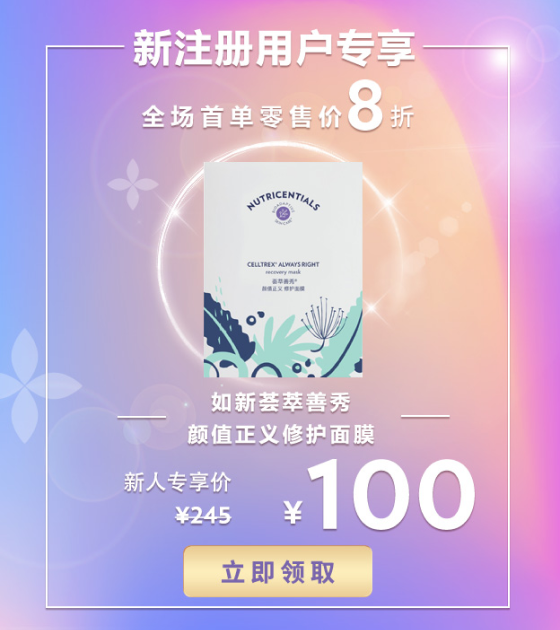 新注册用户专享
全场首单零售价8折
NUTRICENTIALS
CELLTREX® ALWAYS RIGHT
recovery mask
荟萃善秀®
颜值正义 修护面膜
如新荟萃善秀
颜值正义修护面膜
新人专享价
¥245
¥100
立即领取